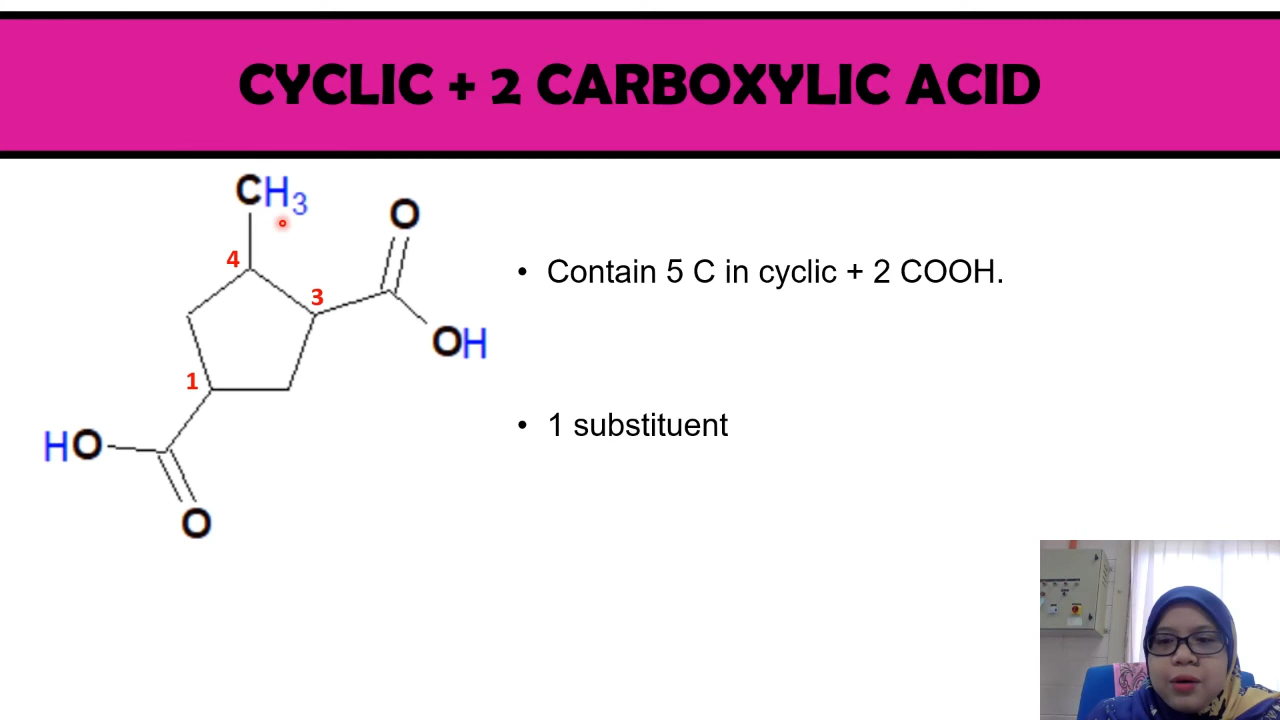 CYCLIC + 2 CARBOXYLIC ACID
CH3
O
4
3
• Contain 5 C in cyclic + 2 COOH.
OH
1
• 1 substituent
HO
O